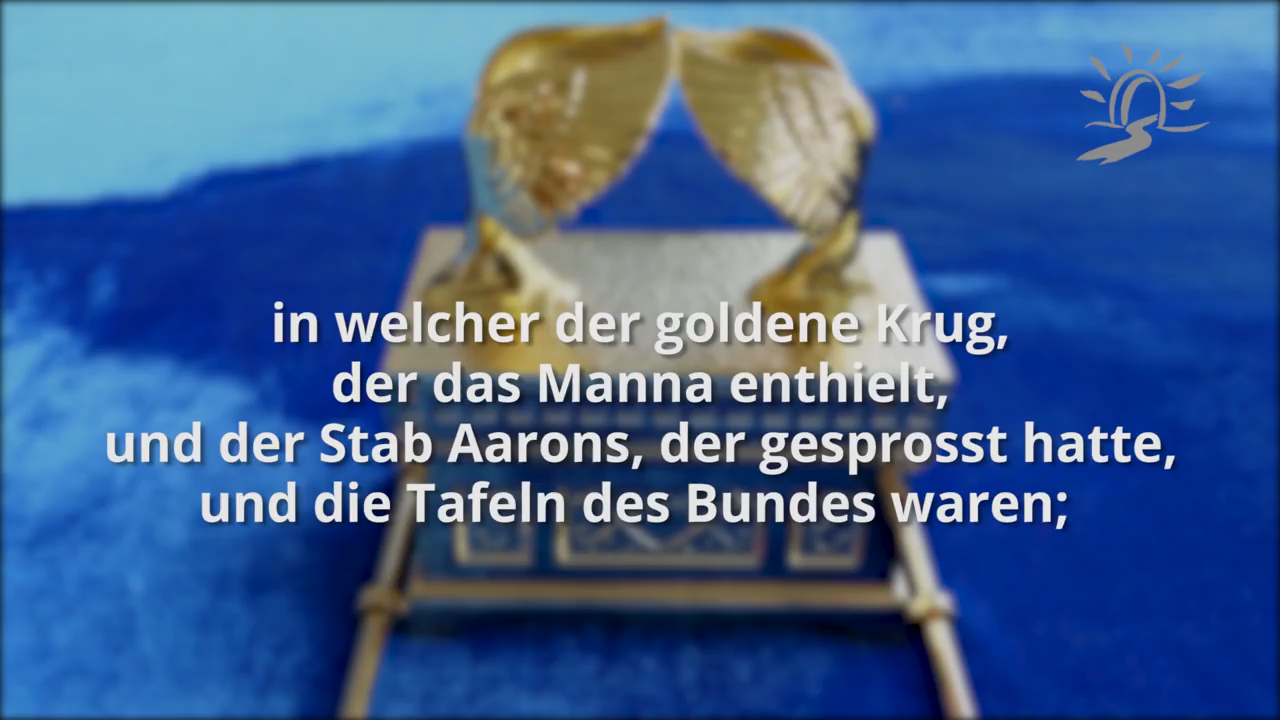 in welcher der goldene Krug,
der das Manna enthielt,
und der Stab Aarons, der gesprosst hatte,
und die Tafeln des Bundes waren;